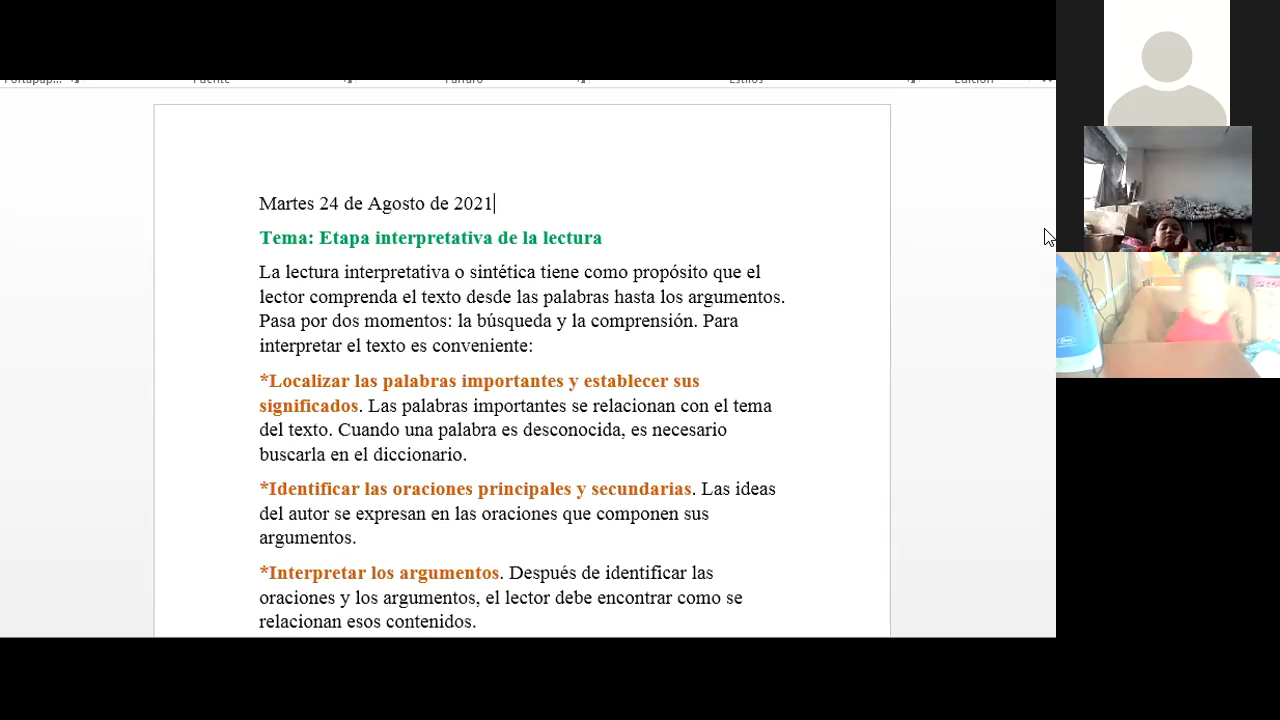 Portapap...
Fuente
Párrafo
Estilos
Edición
Martes 24 de Agosto de 2021
Tema: Etapa interpretativa de la lectura
La lectura interpretativa o sintética tiene como propósito que el
lector comprenda el texto desde las palabras hasta los argumentos.
Pasa por dos momentos: la búsqueda y la comprensión. Para
interpretar el texto es conveniente:
*Localizar las palabras importantes y establecer sus
significados. Las palabras importantes se relacionan con el tema
del texto. Cuando una palabra es desconocida, es necesario
buscarla en el diccionario.
*Identificar las oraciones principales y secundarias. Las ideas
del autor se expresan en las oraciones que componen sus
argumentos.
*Interpretar los argumentos. Después de identificar las
oraciones y los argumentos, el lector debe encontrar como se
relacionan esos contenidos.